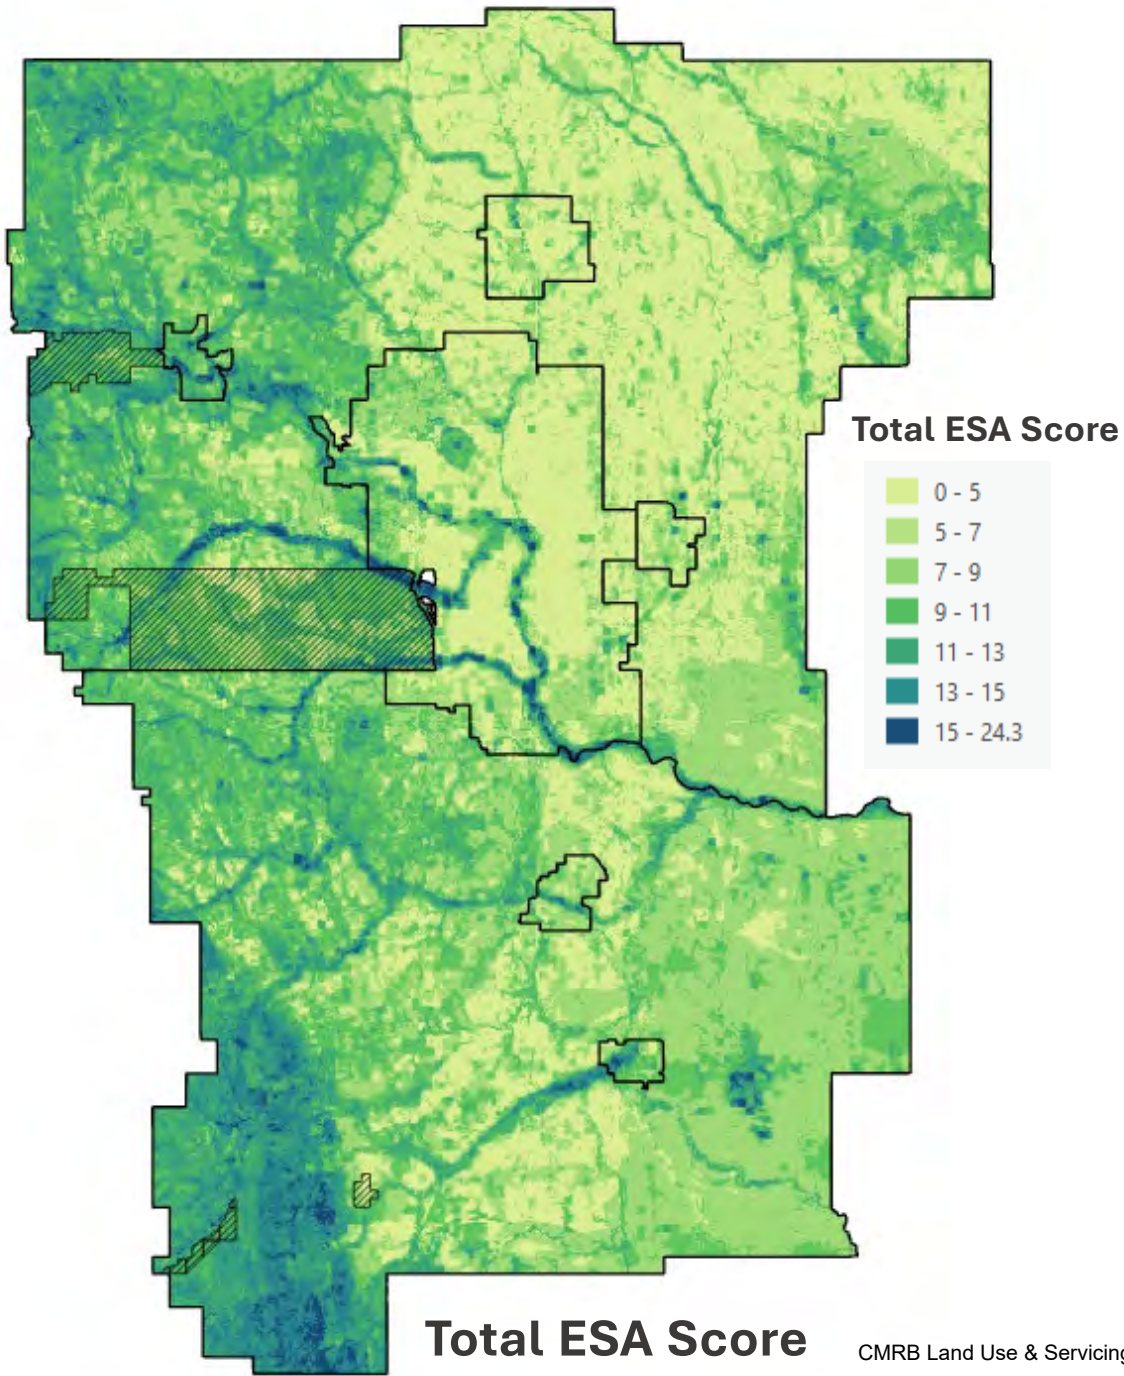 Total ESA Score
0 - 5
5 - 7
7 - 9
9 - 11
11 - 13
13 - 15
15 - 24.3
Total ESA Score
CMRB Land Use & Servicing